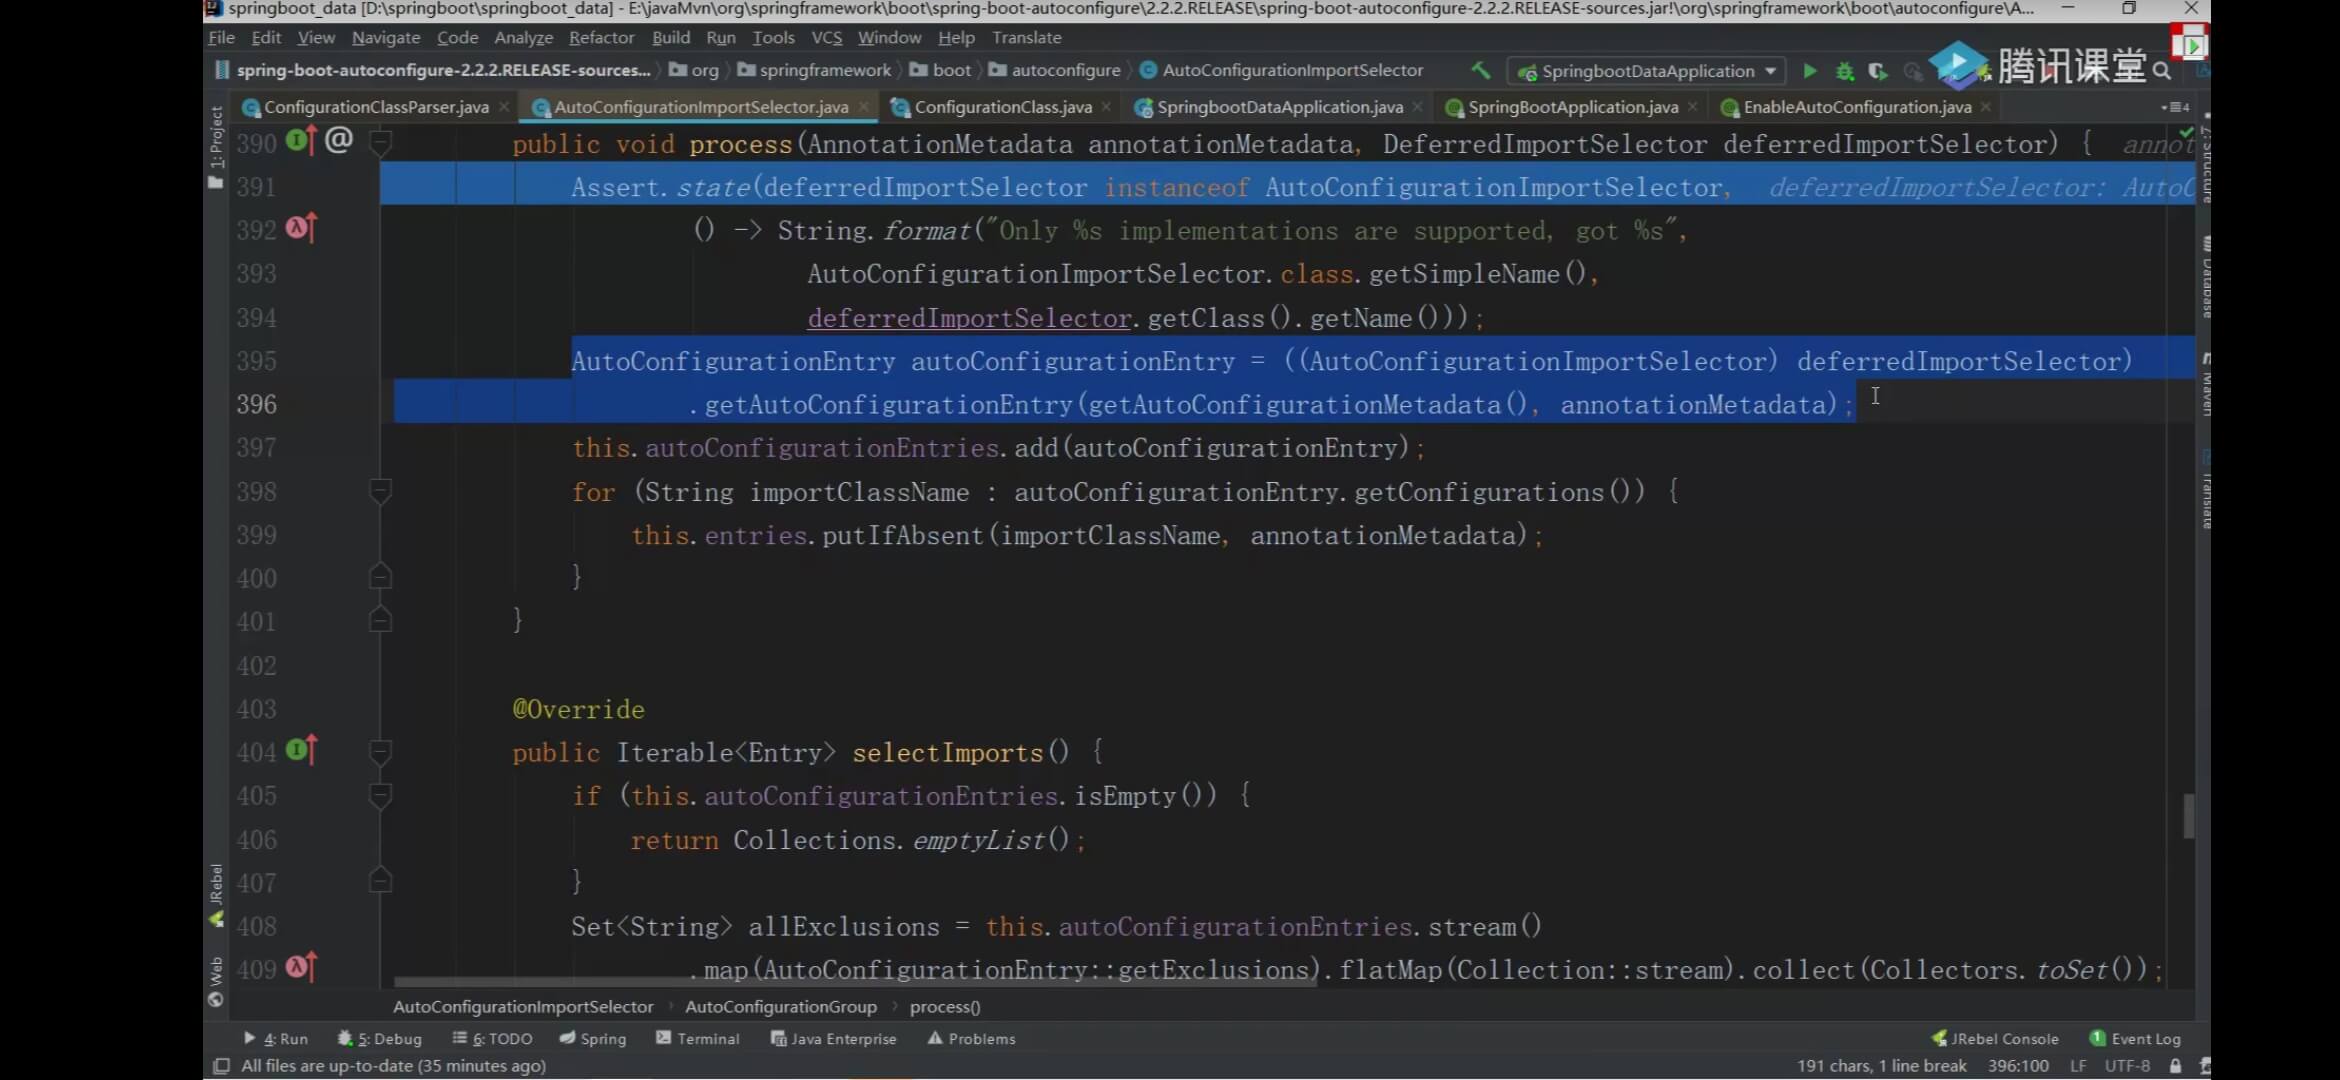 springboot_data [D:\springboot\springboot_data] - E:\javaMvn\org\springframework\boot\spring-boot-autoconfigure\2.2.2.RELEASE\spring-boot-autoconfigure-2.2.2.RELEASE-sources.jar!\org\springframework\boot\autoconfigure\A...
File Edit View Navigate Code Analyze Refactor Build Run Tools VCS Window Help Translate
spring-boot-autoconfigure-2.2.2.RELEASE-sources... org springframework boot autoconfigure AutoConfigurationImportSelector SpringbootDataApplication 腾讯课堂
ConfigurationClassParser.java AutoConfigurationImportSelector.java ConfigurationClass.java SpringbootDataApplication.java SpringBootApplication.java EnableAutoConfiguration.java 4
1: Project
390 @ public void process(AnnotationMetadata annotationMetadata, DeferredImportSelector deferredImportSelector) { annot
391 Assert.state(deferredImportSelector instanceof AutoConfigurationImportSelector, deferredImportSelector: AutoC
392 () -> String.format("Only %s implementations are supported, got %s",
393 AutoConfigurationImportSelector.class.getSimpleName(),
394 deferredImportSelector.getClass().getName()));
395 AutoConfigurationEntry autoConfigurationEntry = ((AutoConfigurationImportSelector) deferredImportSelector)
396 .getAutoConfigurationEntry(getAutoConfigurationMetadata(), annotationMetadata);
397 this.autoConfigurationEntries.add(autoConfigurationEntry);
398 for (String importClassName : autoConfigurationEntry.getConfigurations()) {
399 this.entries.putIfAbsent(importClassName, annotationMetadata);
400 }
401 }
402
403 @Override
404 public Iterable<Entry> selectImports() {
405 if (this.autoConfigurationEntries.isEmpty()) {
406 return Collections.emptyList();
407 }
408 Set<String> allExclusions = this.autoConfigurationEntries.stream()
409 .map(AutoConfigurationEntry::getExclusions).flatMap(Collection::stream).collect(Collectors.toSet());
JRebel
Web
Database
Maven
Translate
AutoConfigurationImportSelector AutoConfigurationGroup process()
4: Run 5: Debug 6: TODO Spring Terminal Java Enterprise Problems JRebel Console 1 Event Log
All files are up-to-date (35 minutes ago) 191 chars, 1 line break 396:100 LF UTF-8